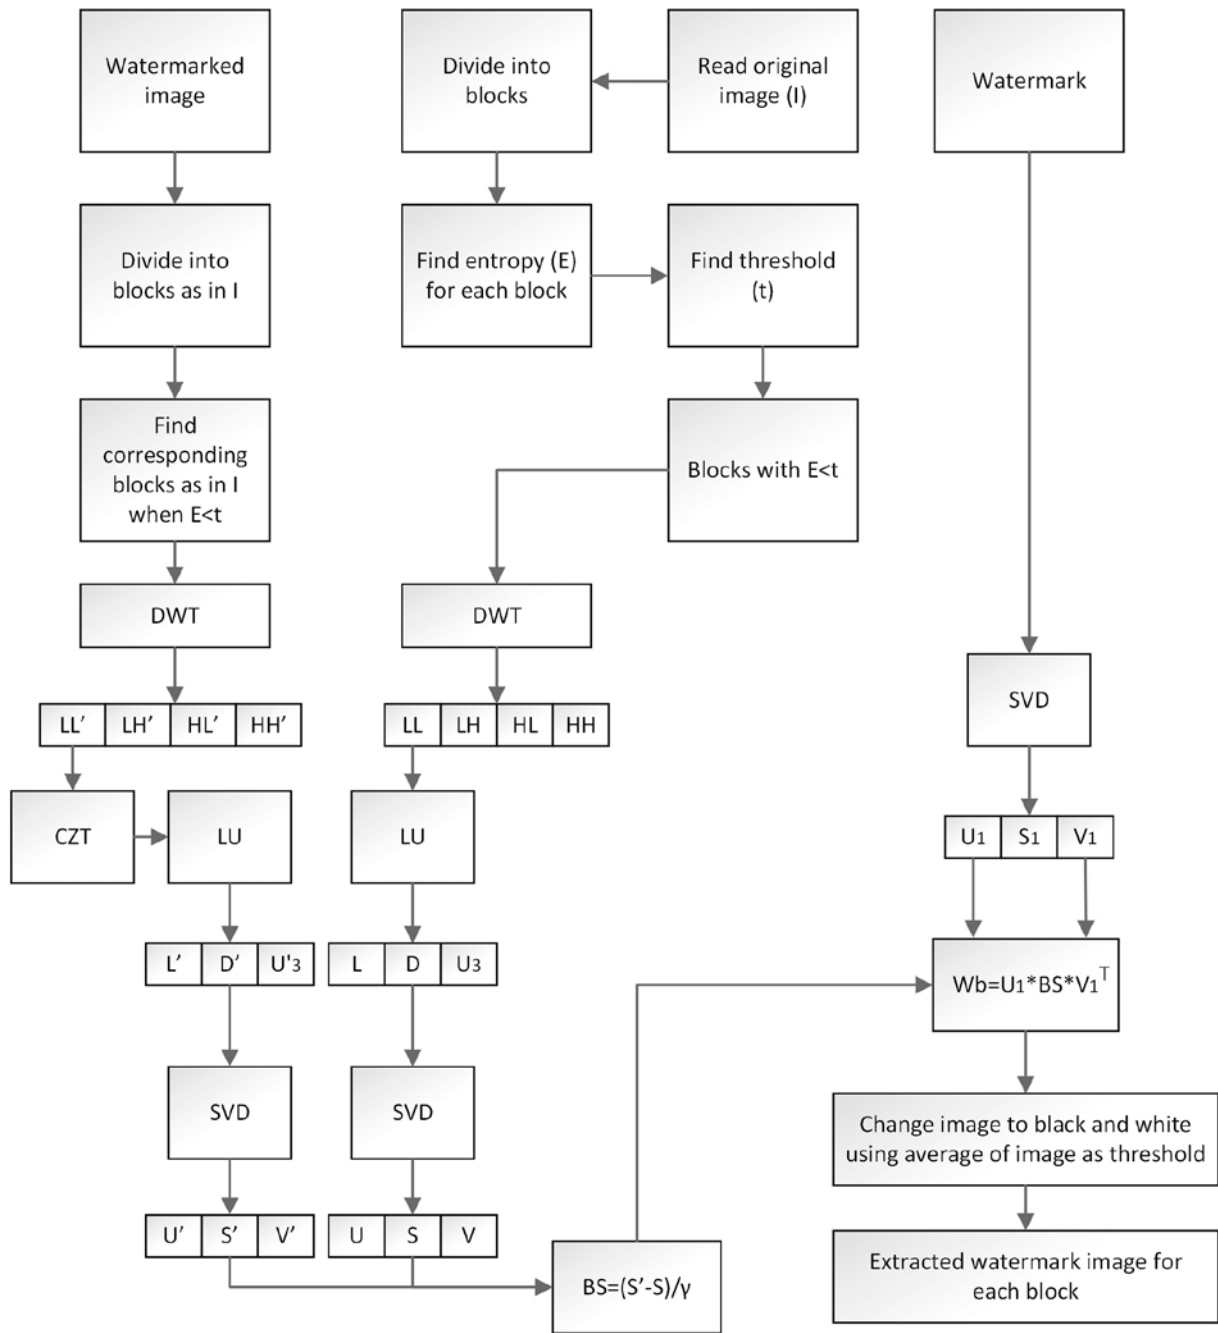 Watermarked
image
Divide into
blocks
Read original
image (I)
Watermark
Divide into
blocks as in I
Find entropy (E)
for each block
Find threshold
(t)
Find
corresponding
blocks as in I
when E<t
Blocks with E<t
DWT
DWT
SVD
LL′ LH′ HL′ HH′
LL LH HL HH
CZT
LU
LU
U1 S1 V1
L′ D′ U'3
L D U3
Wb=U1*BS*V1^T
SVD
SVD
Change image to black and white
using average of image as threshold
U′ S′ V′
U S V
BS=(S′-S)/γ
Extracted watermark image for
each block